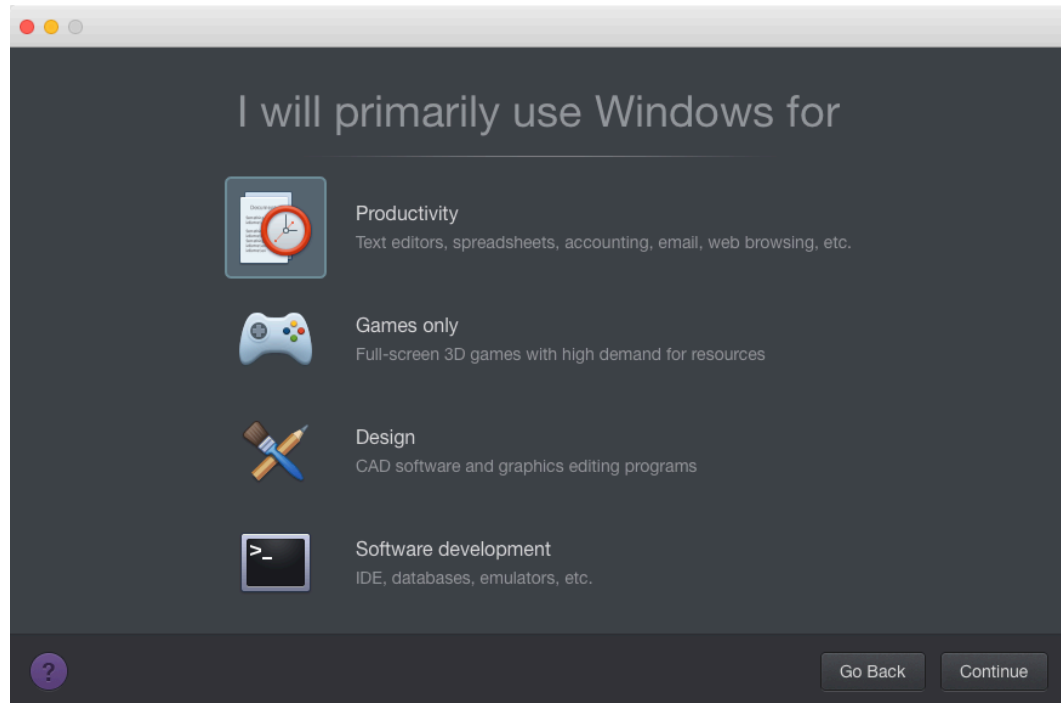 I will primarily use Windows for
Productivity
Text editors, spreadsheets, accounting, email, web browsing, etc.
Games only
Full-screen 3D games with high demand for resources
Design
CAD software and graphics editing programs
>_
Software development
IDE, databases, emulators, etc.
?
Go Back
Continue